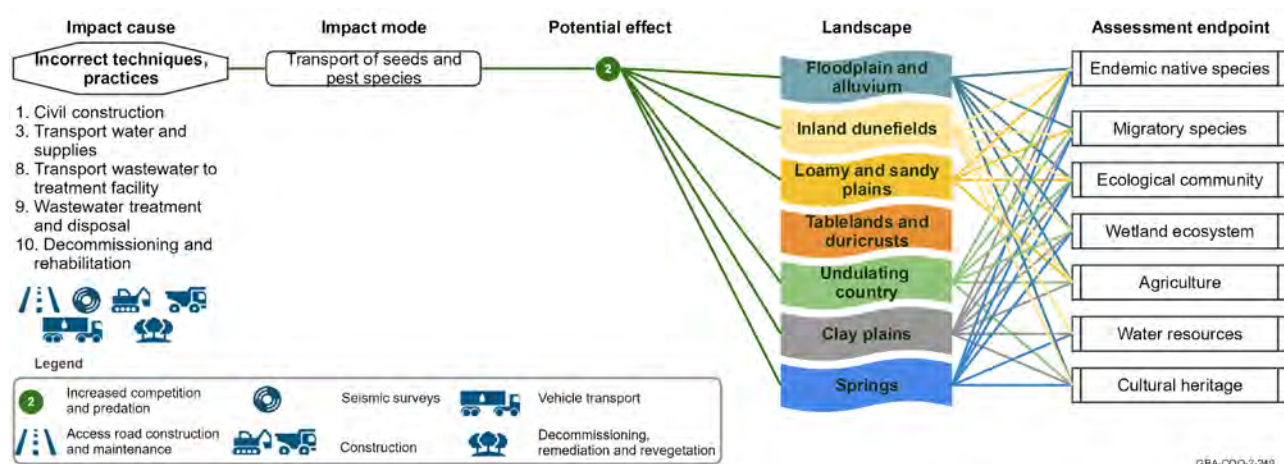 Impact cause
Impact mode
Potential effect
Landscape
Assessment endpoint
Incorrect techniques,
practices
Transport of seeds and
pest species
2
Floodplain and
alluvium
Inland dunefields
Loamy and sandy
plains
Tablelands and
duricrusts
Undulating
country
Clay plains
Springs
Endemic native species
Migratory species
Ecological community
Wetland ecosystem
Agriculture
Water resources
Cultural heritage
1. Civil construction
3. Transport water and
supplies
8. Transport wastewater to
treatment facility
9. Wastewater treatment
and disposal
10. Decommissioning and
rehabilitation
Legend
2
Increased competition
and predation
Seismic surveys
Vehicle transport
Access road construction
and maintenance
Construction
Decommissioning,
remediation and revegetation